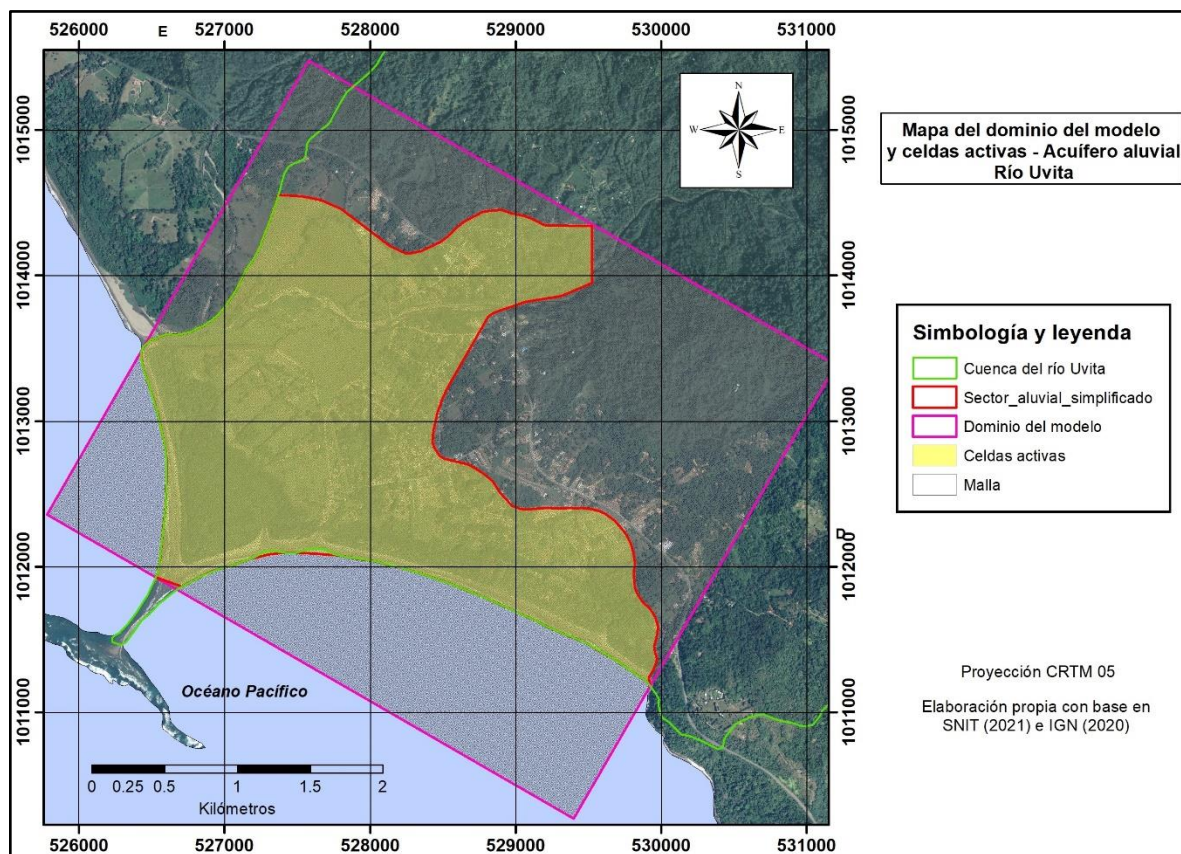 526000 E 527000 528000 529000 530000 531000
N
W E
S
1015000 1015000
1014000 1014000
1013000 1013000
1012000 1012000
1011000 1011000
Mapa del dominio del modelo
y celdas activas - Acuífero aluvial
Río Uvita
Simbología y leyenda
Cuenca del río Uvita
Sector_aluvial_simplificado
Dominio del modelo
Celdas activas
Malla
Océano Pacífico
0 0.25 0.5 1 1.5 2
Kilómetros
Proyección CRTM 05
Elaboración propia con base en
SNIT (2021) e IGN (2020)
526000 527000 528000 529000 530000 531000